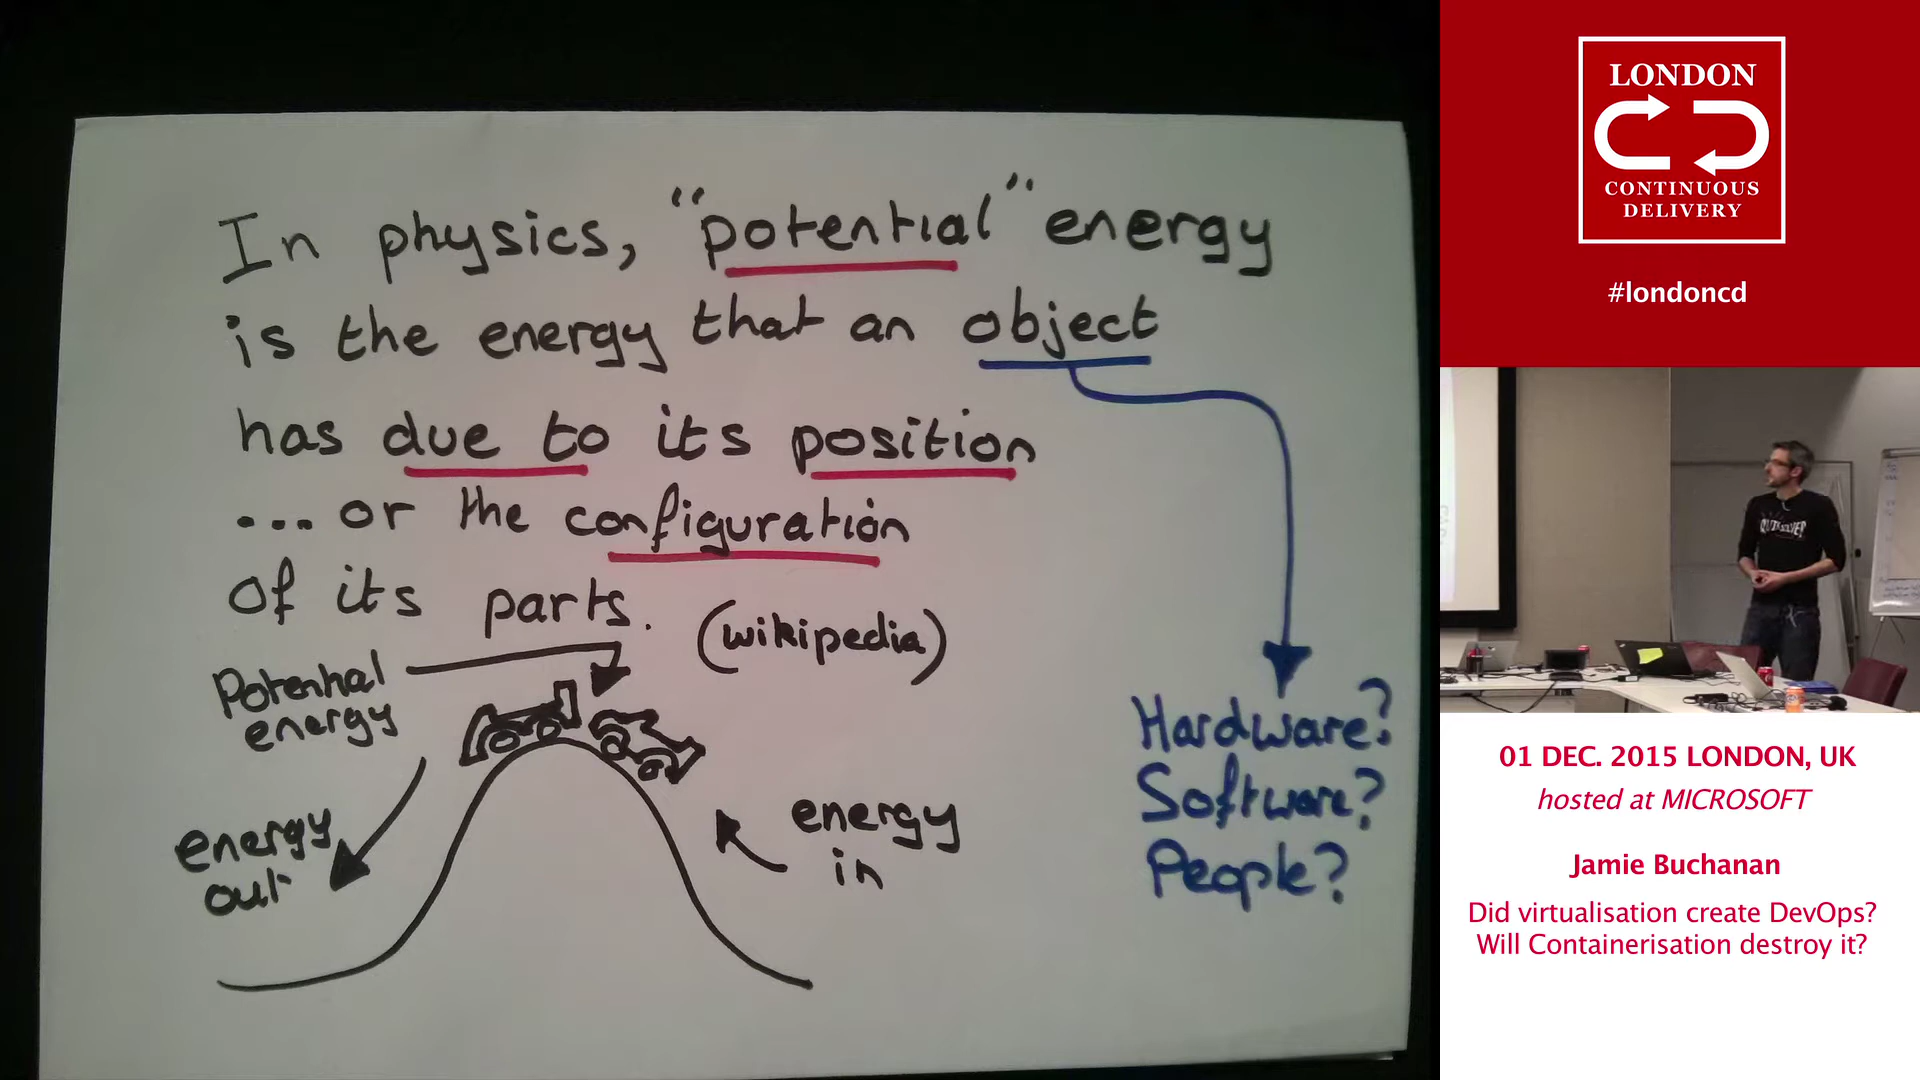 In physics, "potential" energy
is the energy that an object
has due to its position
... or the configuration
of its parts. (wikipedia)
Potential
energy
energy
out
energy
in
Hardware?
Software?
People?
LONDON
CONTINUOUS
DELIVERY
#londoncd
QUIKSILVER
01 DEC. 2015 LONDON, UK
hosted at MICROSOFT
Jamie Buchanan
Did virtualisation create DevOps?
Will Containerisation destroy it?